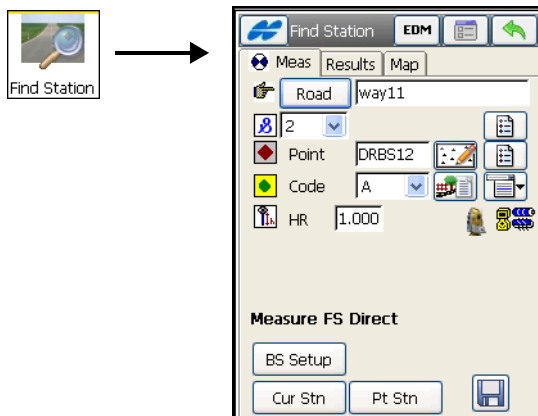 Find Station
Find Station EDM
Meas Results Map
Road way11
2
Point DRBS12
Code A
HR 1.000
Measure FS Direct
BS Setup
Cur Stn Pt Stn